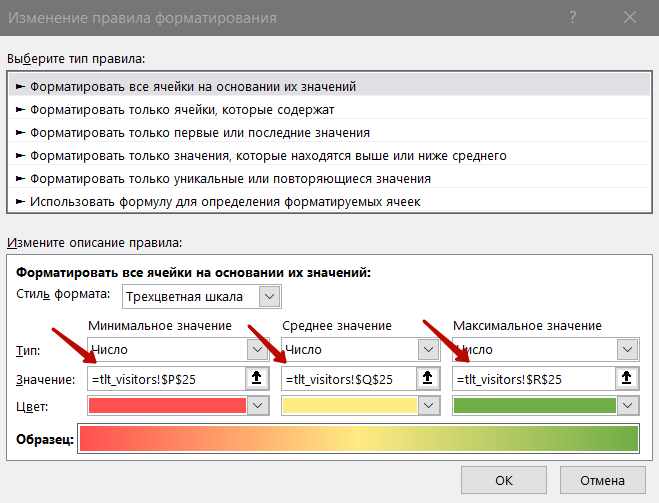 Изменение правила форматирования ?
Выберите тип правила:
► Форматировать все ячейки на основании их значений
► Форматировать только ячейки, которые содержат
► Форматировать только первые или последние значения
► Форматировать только значения, которые находятся выше или ниже среднего
► Форматировать только уникальные или повторяющиеся значения
► Использовать формулу для определения форматируемых ячеек
Измените описание правила:
Форматировать все ячейки на основании их значений:
Стиль формата: Трехцветная шкала
Минимальное значение Среднее значение Максимальное значение
Тип: Число Число Число
Значение: =tlt_visitors!$P$25 =tlt_visitors!$Q$25 =tlt_visitors!$R$25
Цвет:
Образец:
ОК Отмена